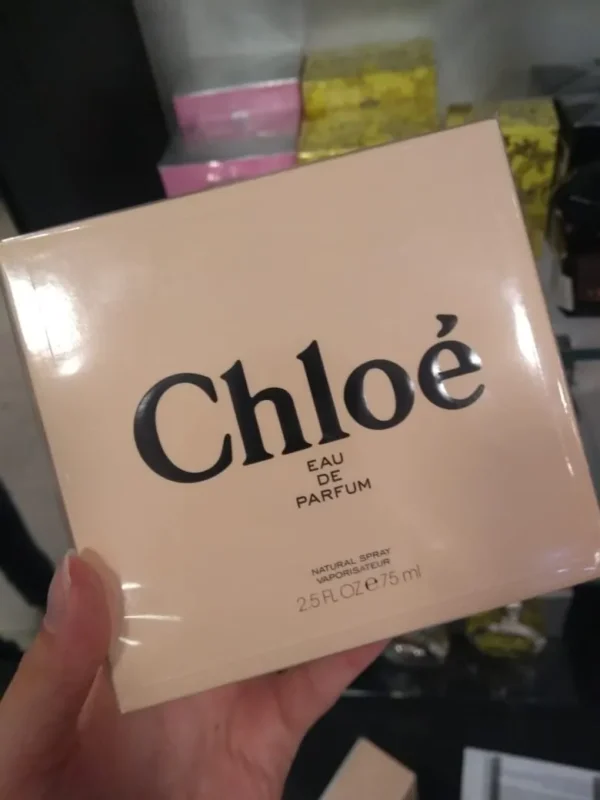 Chloé
EAU
DE
PARFUM
NATURAL SPRAY
VAPORISATEUR
2.5 FL OZ e 75 ml